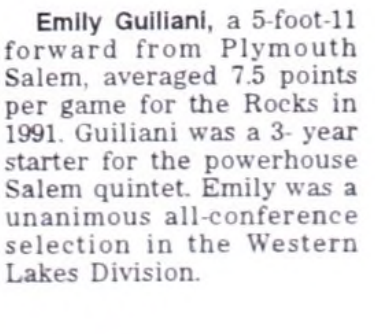 Emily Guiliani, a 5-foot-11
forward from Plymouth
Salem, averaged 7.5 points
per game for the Rocks in
1991. Guiliani was a 3- year
starter for the powerhouse
Salem quintet. Emily was a
unanimous all-conference
selection in the Western
Lakes Division.